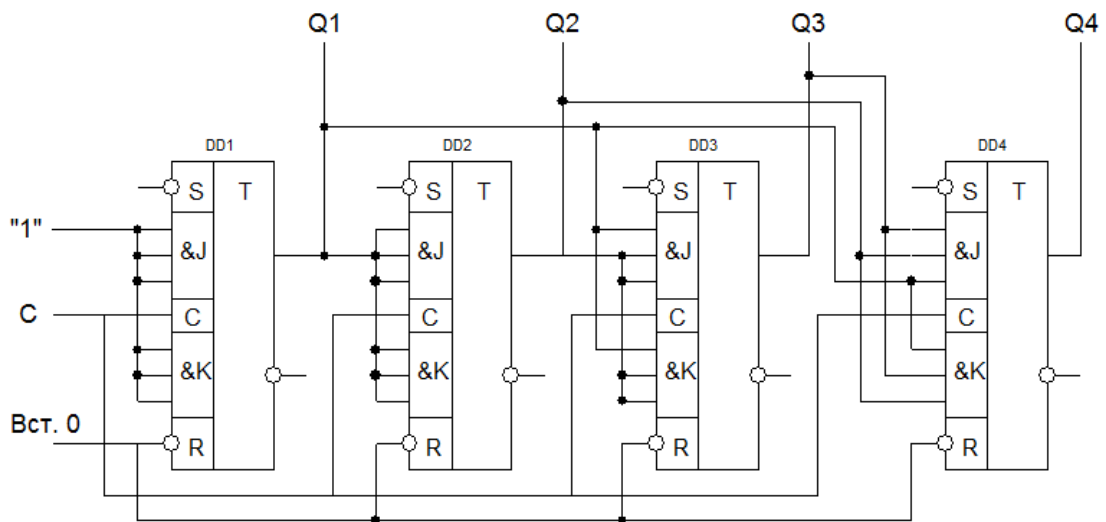 Q1 Q2 Q3 Q4
DD1 DD2 DD3 DD4
S T S T S T S T
"1"
&J &J &J &J
C C C C C
&K &K &K &K
Вст. 0
R R R R